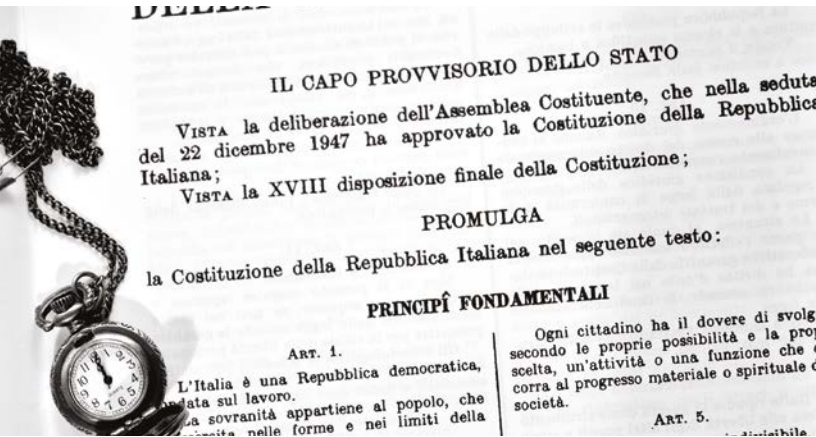 IL CAPO PROVVISORIO DELLO STATO
VISTA la deliberazione dell'Assemblea Costituente, che nella seduta
del 22 dicembre 1947 ha approvato la Costituzione della Repubblica
Italiana;
VISTA la XVIII disposizione finale della Costituzione;
PROMULGA
la Costituzione della Repubblica Italiana nel seguente testo:
PRINCIPÎ FONDAMENTALI
ART. 1.
L'Italia è una Repubblica democratica,
sul lavoro.
sovranità appartiene al popolo, che
nelle forme e nei limiti della
Ogni cittadino ha il dovere di
secondo le proprie possibilità e la
scelta, un'attività o una funzione che
corra al progresso materiale o spirituale
società.
ART. 5.